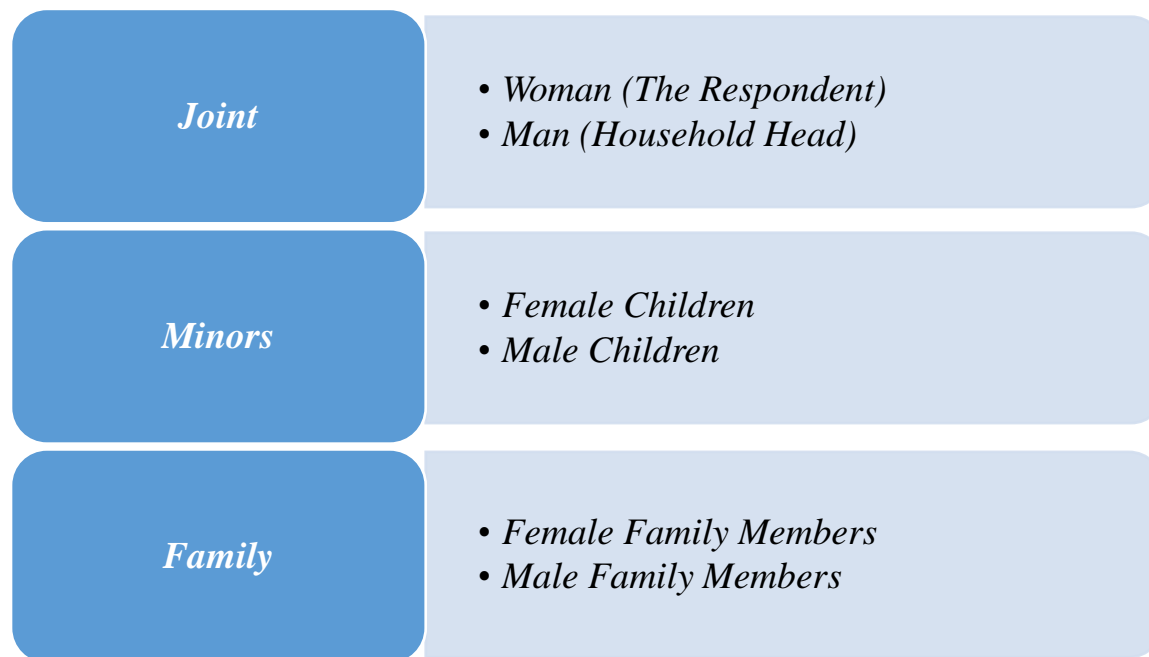 Joint
• Woman (The Respondent)
• Man (Household Head)
Minors
• Female Children
• Male Children
Family
• Female Family Members
• Male Family Members